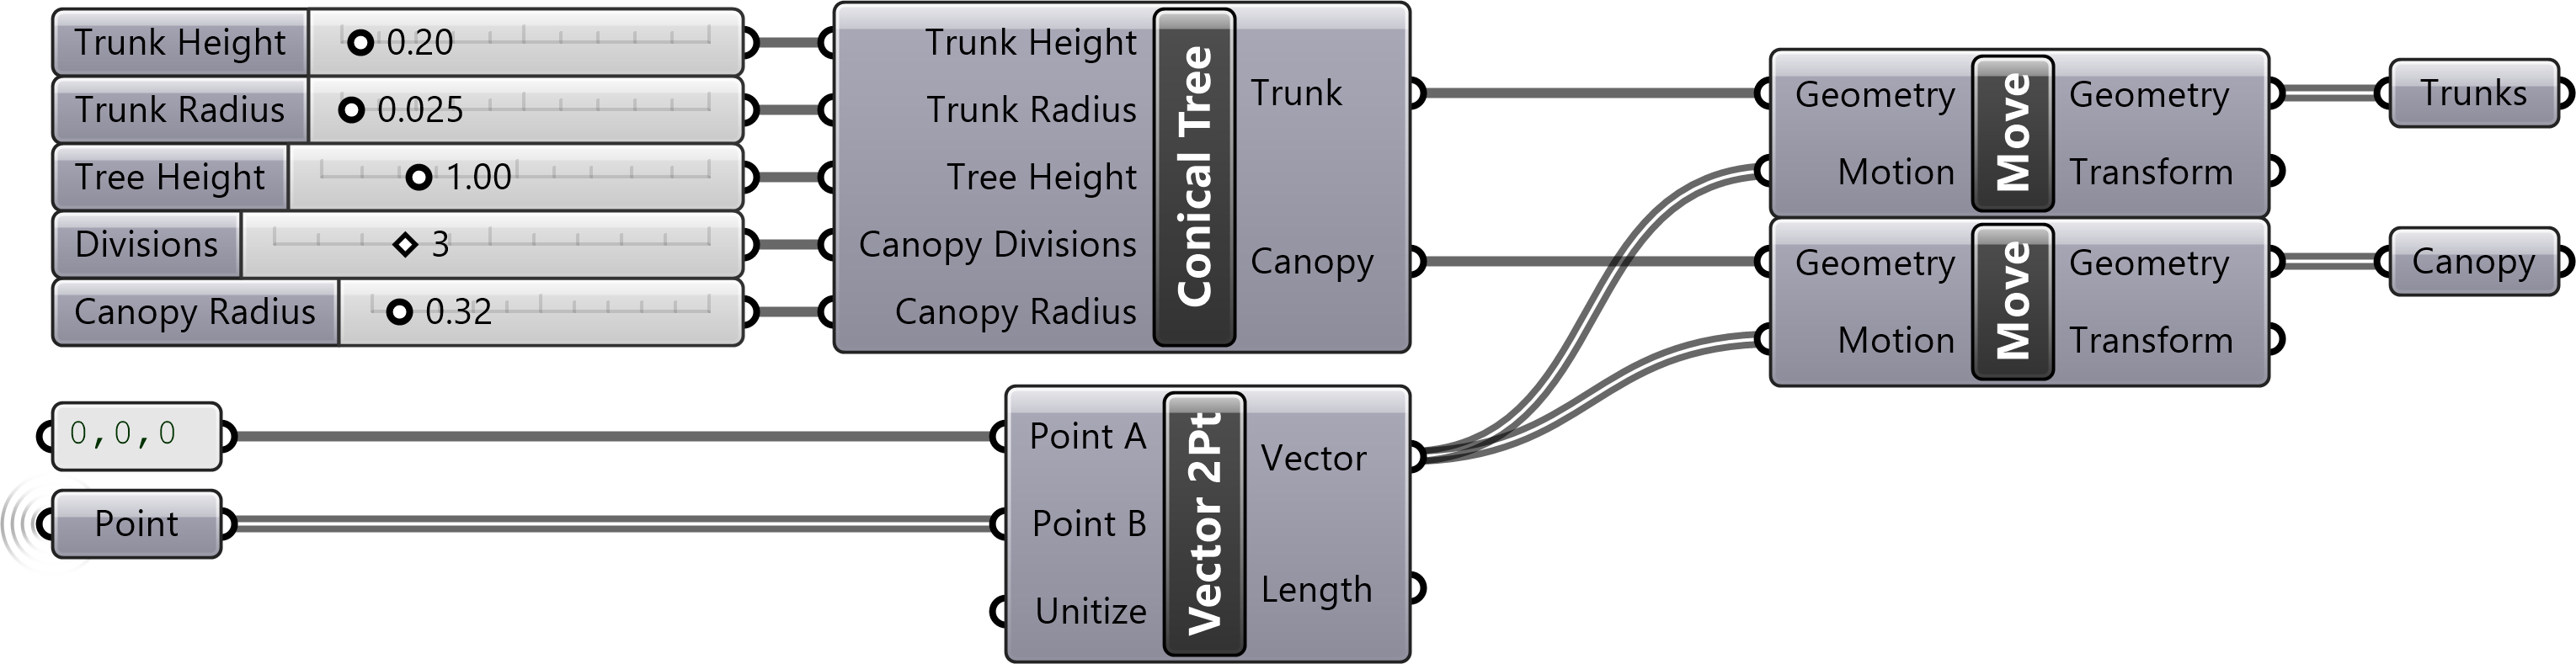 Trunk Height 0.20
Trunk Radius 0.025
Tree Height 1.00
Divisions 3
Canopy Radius 0.32
0,0,0
Point
Trunk Height
Trunk Radius
Tree Height
Canopy Divisions
Canopy Radius
Conical Tree
Trunk
Canopy
Point A
Point B
Unitize
Vector 2Pt
Vector
Length
Geometry
Motion
Move
Geometry
Transform
Geometry
Motion
Move
Geometry
Transform
Trunks
Canopy